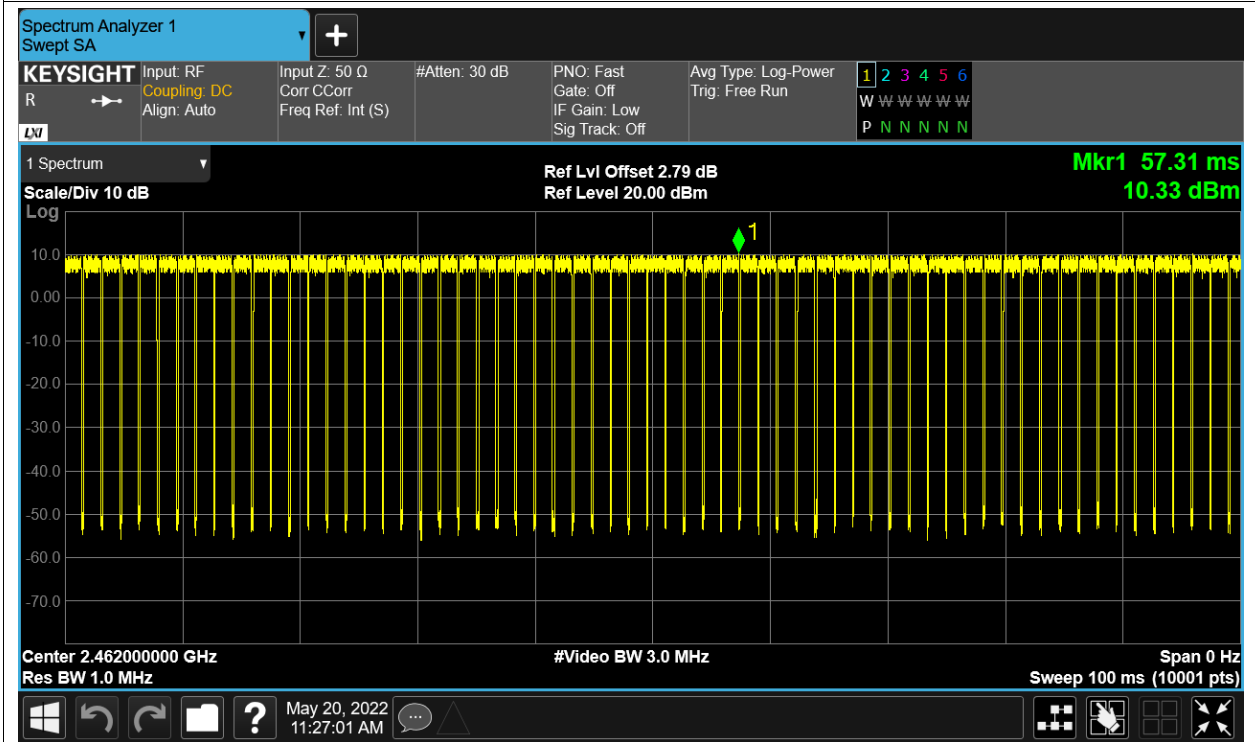 Spectrum Analyzer 1
Swept SA
+
KEYSIGHT
R
LXI
Input: RF
Coupling: DC
Align: Auto
Input Z: 50 Ω
Corr CCorr
Freq Ref: Int (S)
#Atten: 30 dB
PNO: Fast
Gate: Off
IF Gain: Low
Sig Track: Off
Avg Type: Log-Power
Trig: Free Run
1 2 3 4 5 6
W W W W W W
P N N N N N
1 Spectrum
Scale/Div 10 dB
Log
Ref Lvl Offset 2.79 dB
Ref Level 20.00 dBm
Mkr1 57.31 ms
10.33 dBm
1
10.0
0.00
-10.0
-20.0
-30.0
-40.0
-50.0
-60.0
-70.0
Center 2.462000000 GHz
Res BW 1.0 MHz
#Video BW 3.0 MHz
Span 0 Hz
Sweep 100 ms (10001 pts)
?
May 20, 2022
11:27:01 AM